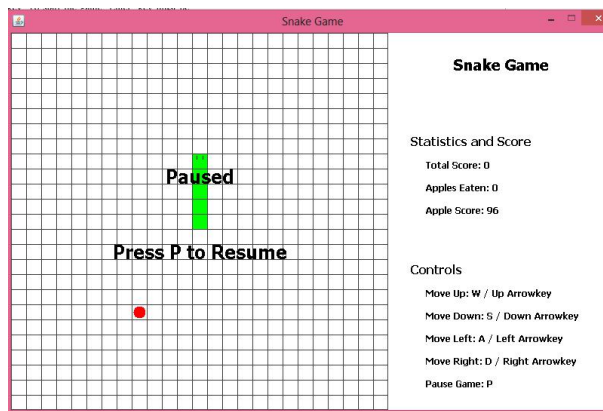 Snake Game
Snake Game
Paused
Press P to Resume
Statistics and Score
Total Score: 0
Apples Eaten: 0
Apple Score: 96
Controls
Move Up: W / Up Arrowkey
Move Down: S / Down Arrowkey
Move Left: A / Left Arrowkey
Move Right: D / Right Arrowkey
Pause Game: P